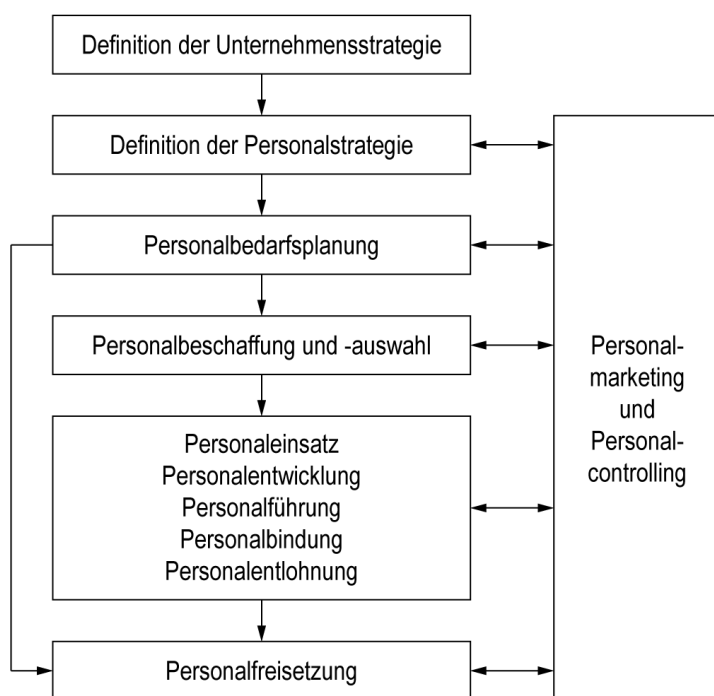 Definition der Unternehmensstrategie
Definition der Personalstrategie
Personalbedarfsplanung
Personalbeschaffung und -auswahl
Personaleinsatz
Personalentwicklung
Personalführung
Personalbindung
Personalentlohnung
Personalfreisetzung
Personal-
marketing
und
Personal-
controlling